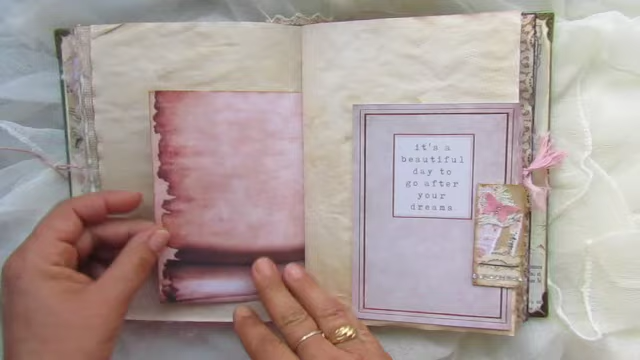 it's a
beautiful
day to
go after
your
dreams